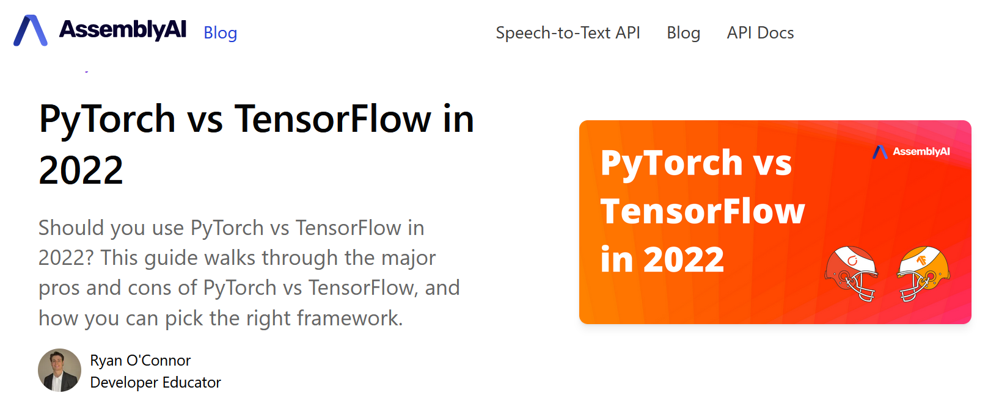 AssemblyAI Blog Speech-to-Text API Blog API Docs
PyTorch vs TensorFlow in
2022
Should you use PyTorch vs TensorFlow in
2022? This guide walks through the major
pros and cons of PyTorch vs TensorFlow, and
how you can pick the right framework.
Ryan O'Connor
Developer Educator
PyTorch vs
TensorFlow
in 2022
AssemblyAI